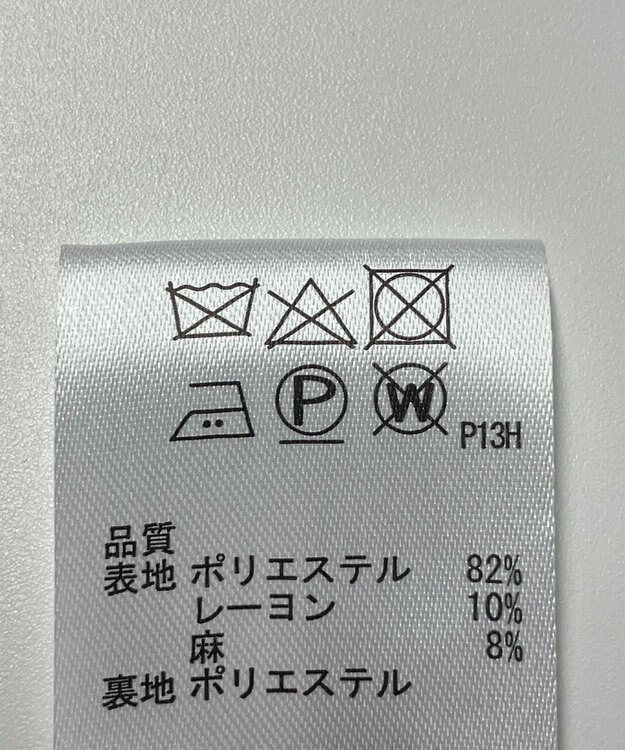 P
W
P13H
品質
表地 ポリエステル 82%
レーヨン 10%
麻 8%
裏地 ポリエステル